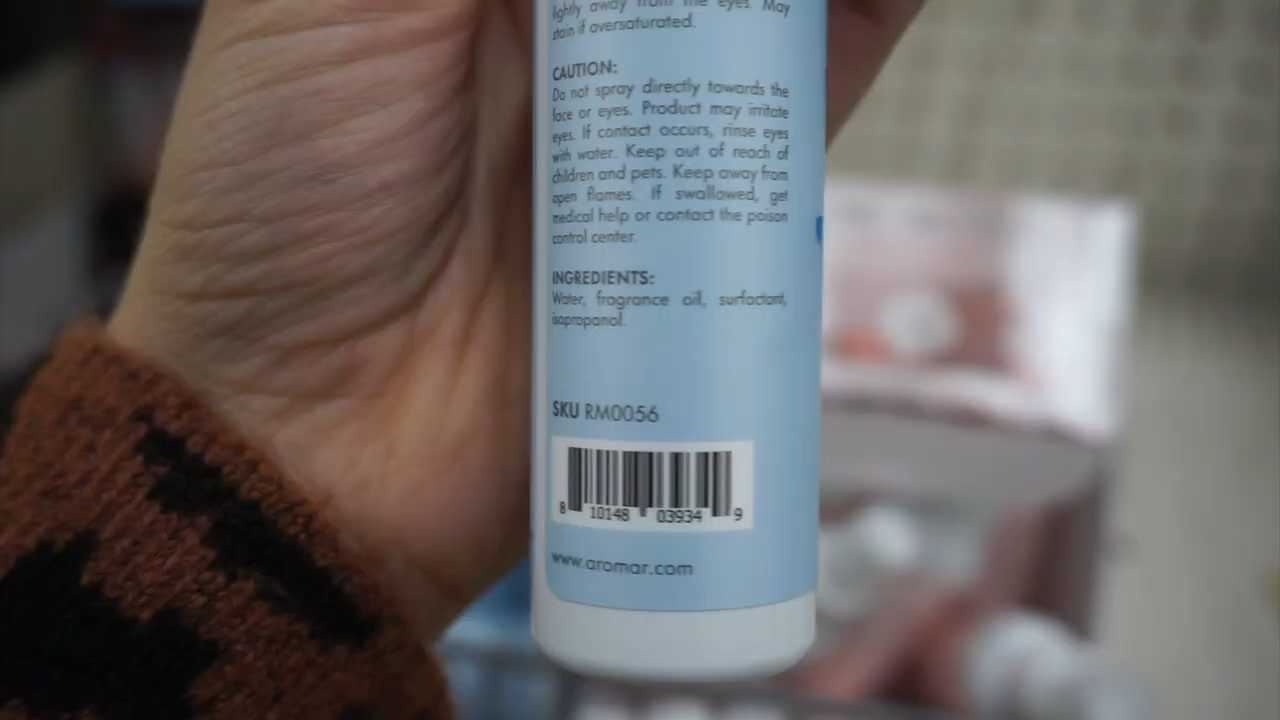 lightly away from the eyes. May
stain if oversaturated.
CAUTION:
Do not spray directly towards the
face or eyes. Product may irritate
eyes. If contact occurs, rinse eyes
with water. Keep out of reach of
children and pets. Keep away from
open flames. If swallowed, get
medical help or contact the poison
control center.
INGREDIENTS:
Water, fragrance oil, surfactant,
isopropanol.
SKU RM0056
8 10148 03934 9
www.aromar.com